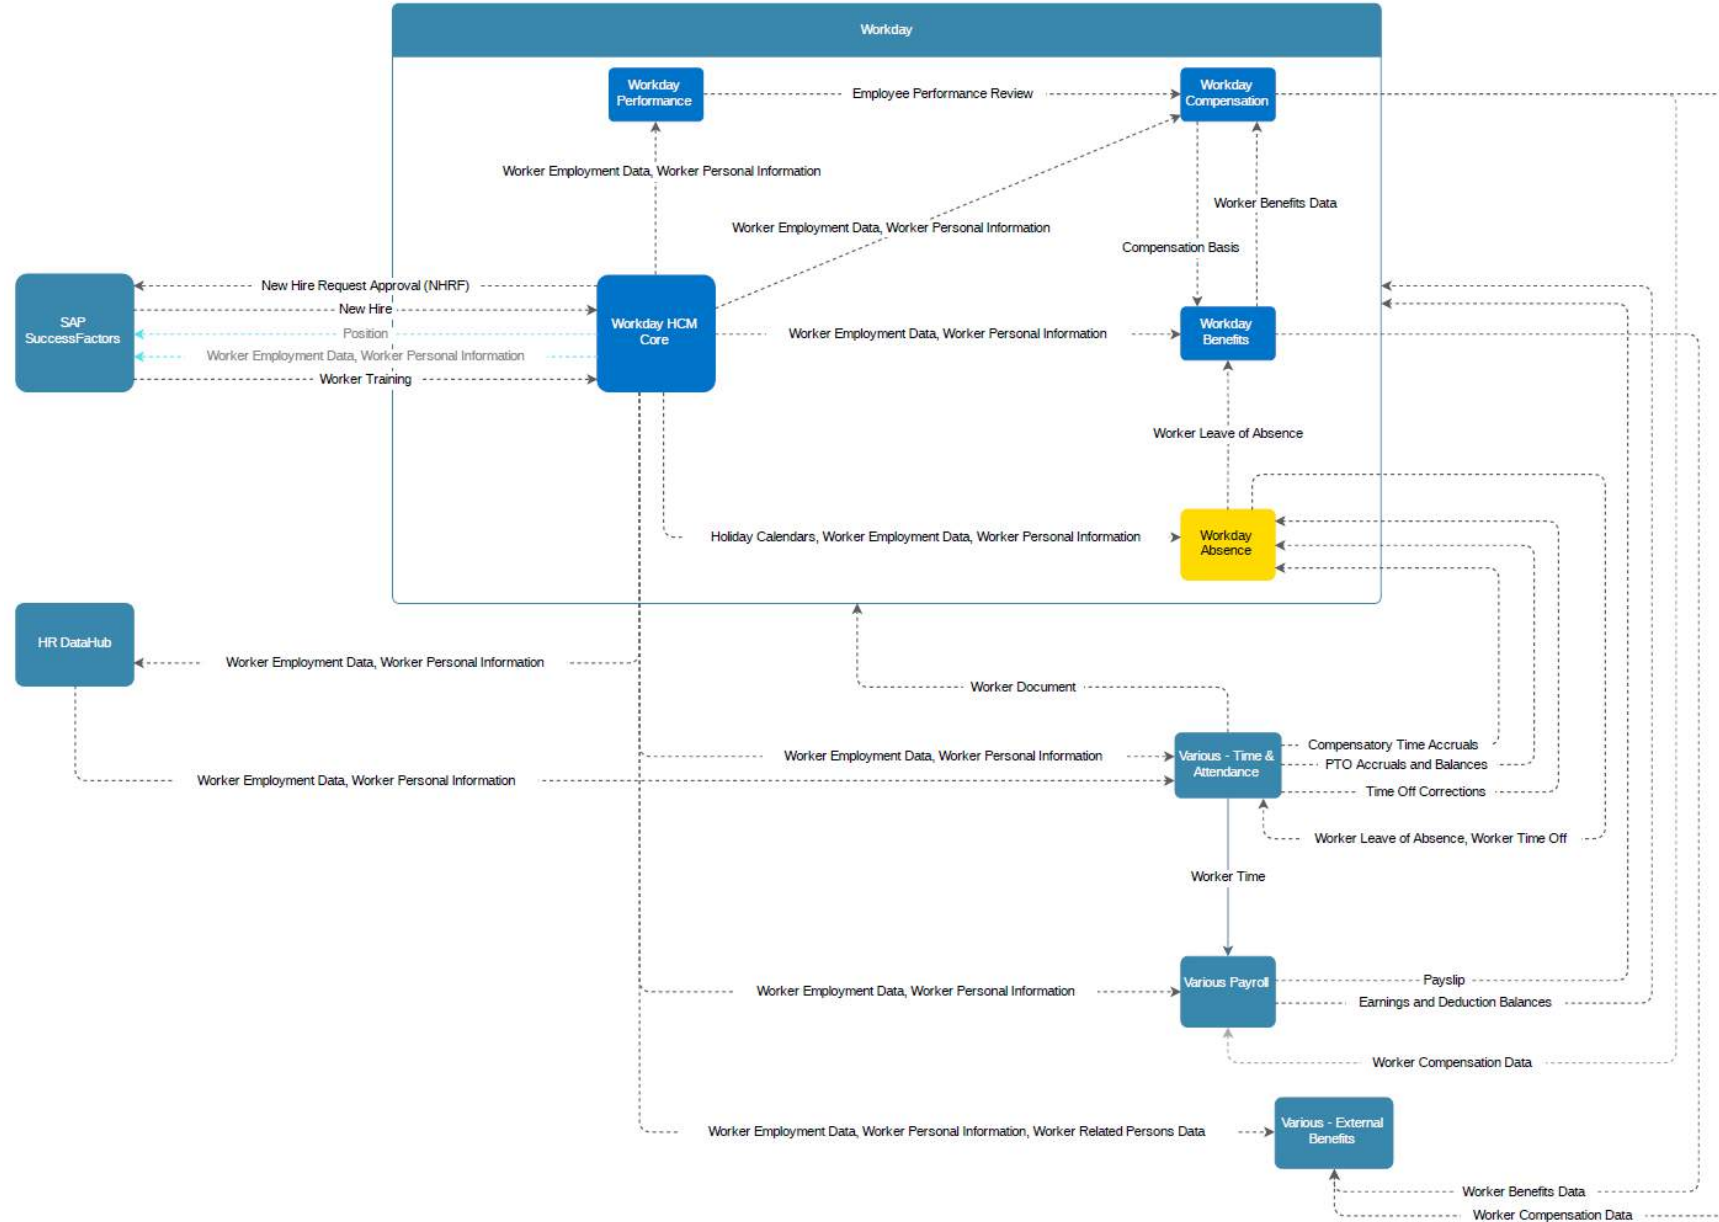 Workday
Workday
Performance
Employee Performance Review
Workday
Compensation
Worker Employment Data, Worker Personal Information
Worker Benefits Data
Worker Employment Data, Worker Personal Information
Compensation Basis
New Hire Request Approval (NHRF)
New Hire
SAP
SuccessFactors
Position
Worker Employment Data, Worker Personal Information
Worker Training
Workday HCM
Core
Worker Employment Data, Worker Personal Information
Workday
Benefits
Worker Leave of Absence
Holiday Calendars, Worker Employment Data, Worker Personal Information
Workday
Absence
HR DataHub
Worker Employment Data, Worker Personal Information
Worker Document
Worker Employment Data, Worker Personal Information
Various - Time &
Attendance
Compensatory Time Accruals
PTO Accruals and Balances
Time Off Corrections
Worker Employment Data, Worker Personal Information
Worker Leave of Absence, Worker Time Off
Worker Time
Worker Employment Data, Worker Personal Information
Various Payroll
Payslip
Earnings and Deduction Balances
Worker Compensation Data
Worker Employment Data, Worker Personal Information, Worker Related Persons Data
Various - External
Benefits
Worker Benefits Data
Worker Compensation Data